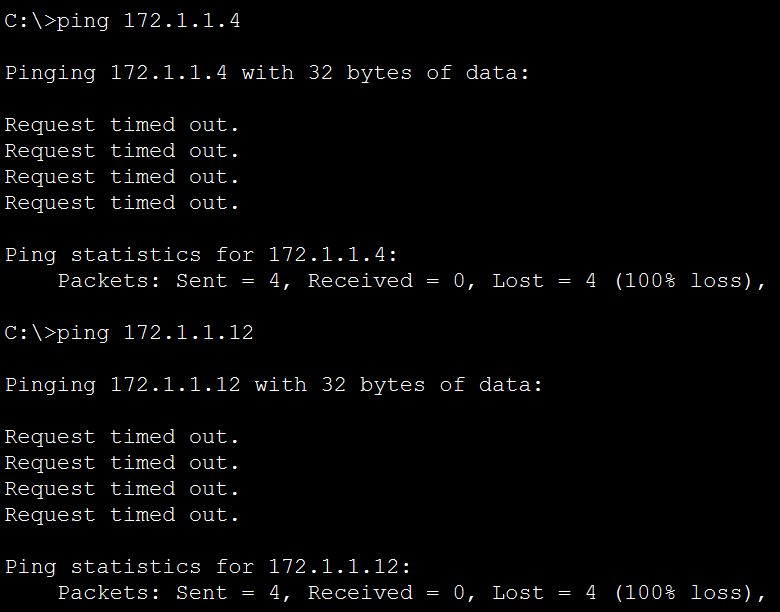 C:\>ping 172.1.1.4
Pinging 172.1.1.4 with 32 bytes of data:
Request timed out.
Request timed out.
Request timed out.
Request timed out.
Ping statistics for 172.1.1.4:
Packets: Sent = 4, Received = 0, Lost = 4 (100% loss),
C:\>ping 172.1.1.12
Pinging 172.1.1.12 with 32 bytes of data:
Request timed out.
Request timed out.
Request timed out.
Request timed out.
Ping statistics for 172.1.1.12:
Packets: Sent = 4, Received = 0, Lost = 4 (100% loss),